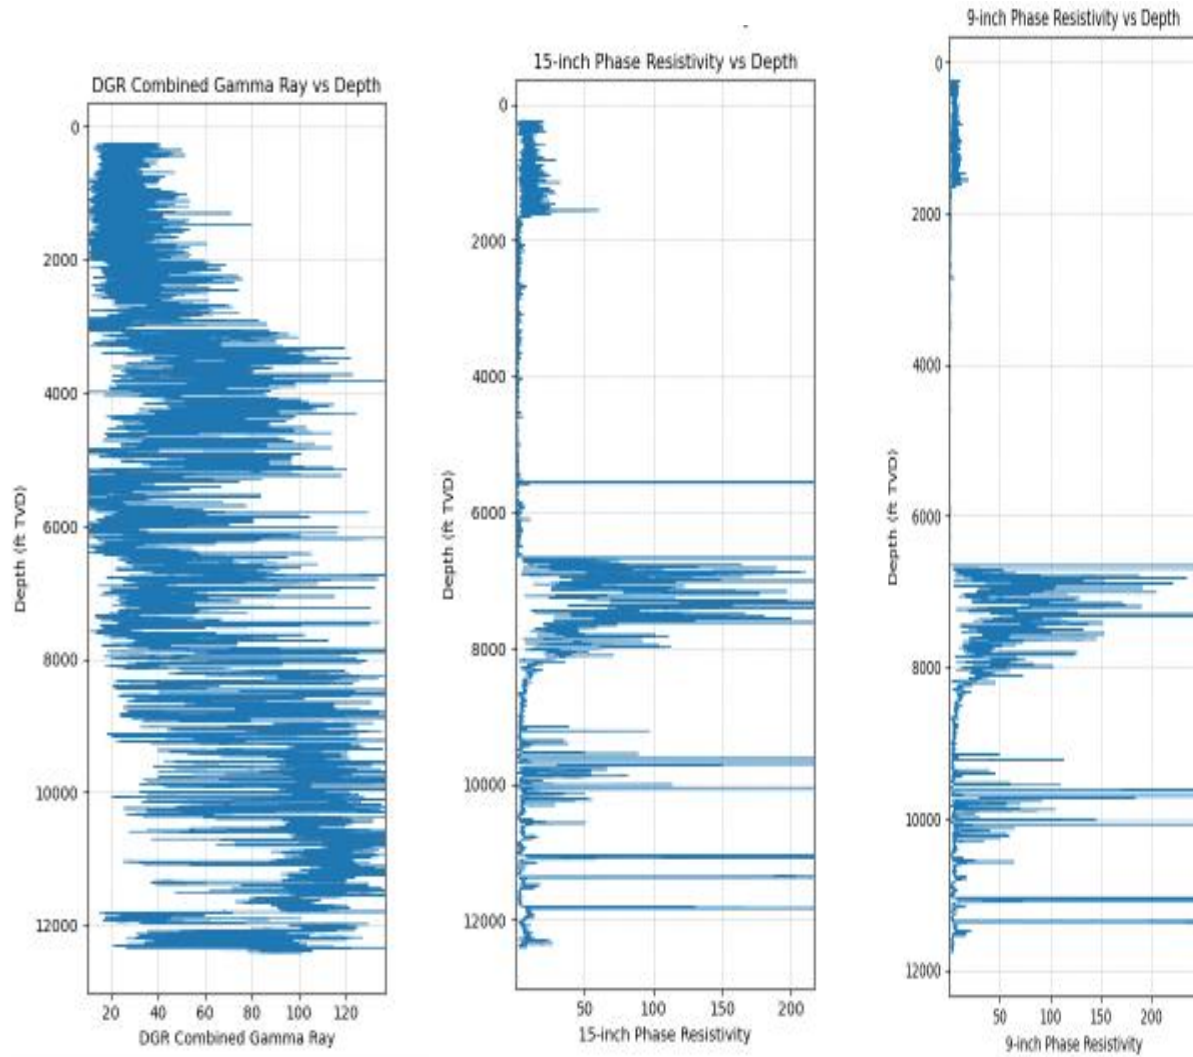 DGR Combined Gamma Ray vs Depth
0
2000
4000
6000
8000
10000
12000
Depth (ft TVD)
20 40 60 80 100 120
DGR Combined Gamma Ray
15-inch Phase Resistivity vs Depth
0
2000
4000
6000
8000
10000
12000
Depth (ft TVD)
50 100 150 200
15-inch Phase Resistivity
9-inch Phase Resistivity vs Depth
0
2000
4000
6000
8000
10000
12000
Depth (ft TVD)
50 100 150 200
9-inch Phase Resistivity